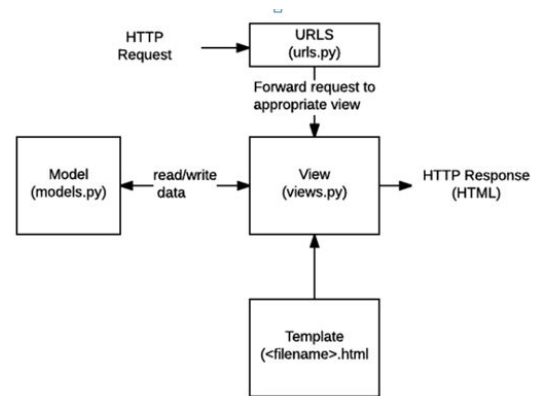 HTTP
Request
URLS
(urls.py)
Forward request to
appropriate view
Model
(models.py)
read/write
data
View
(views.py)
HTTP Response
(HTML)
Template
(<filename>.html